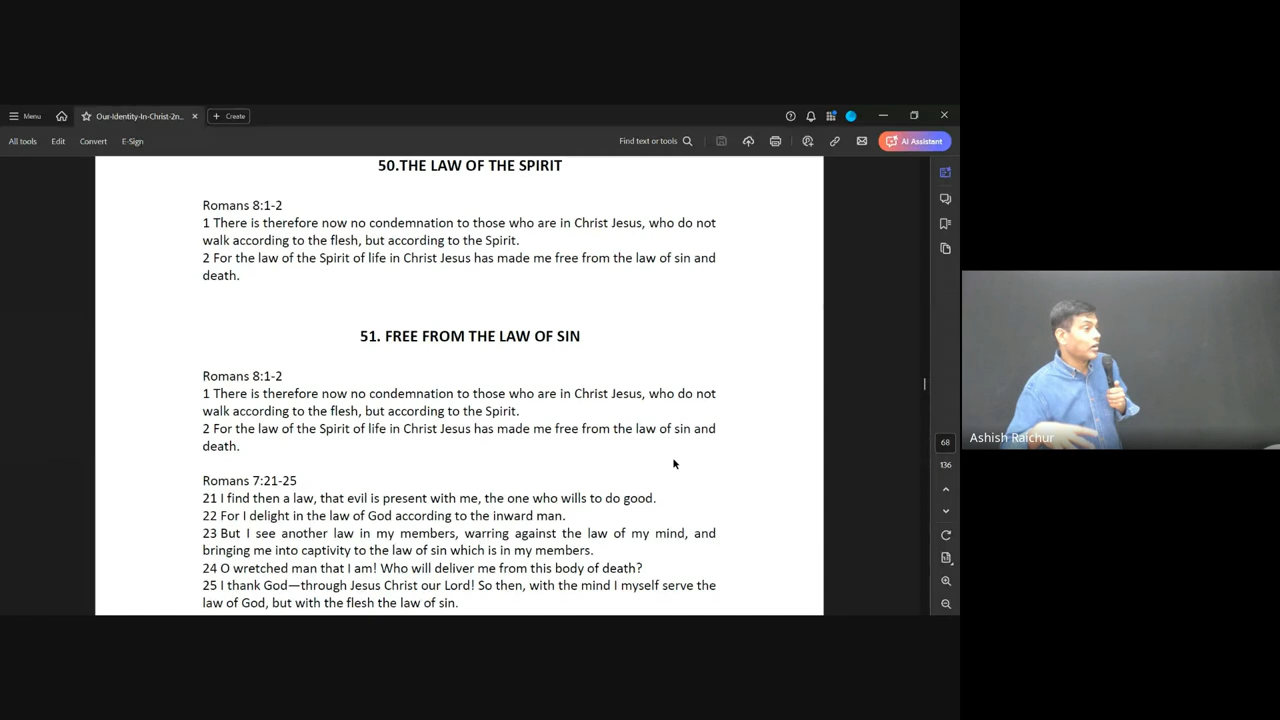 Menu
Our-Identity-In-Christ-2n...
Create
All tools
Edit
Convert
E-Sign
Find text or tools
AI Assistant
50.THE LAW OF THE SPIRIT
Romans 8:1-2
1 There is therefore now no condemnation to those who are in Christ Jesus, who do not
walk according to the flesh, but according to the Spirit.
2 For the law of the Spirit of life in Christ Jesus has made me free from the law of sin and
death.
51. FREE FROM THE LAW OF SIN
Romans 8:1-2
1 There is therefore now no condemnation to those who are in Christ Jesus, who do not
walk according to the flesh, but according to the Spirit.
2 For the law of the Spirit of life in Christ Jesus has made me free from the law of sin and
death.
Romans 7:21-25
21 I find then a law, that evil is present with me, the one who wills to do good.
22 For I delight in the law of God according to the inward man.
23 But I see another law in my members, warring against the law of my mind, and
bringing me into captivity to the law of sin which is in my members.
24 O wretched man that I am! Who will deliver me from this body of death?
25 I thank God—through Jesus Christ our Lord! So then, with the mind I myself serve the
law of God, but with the flesh the law of sin.
68
136
Ashish Raichur